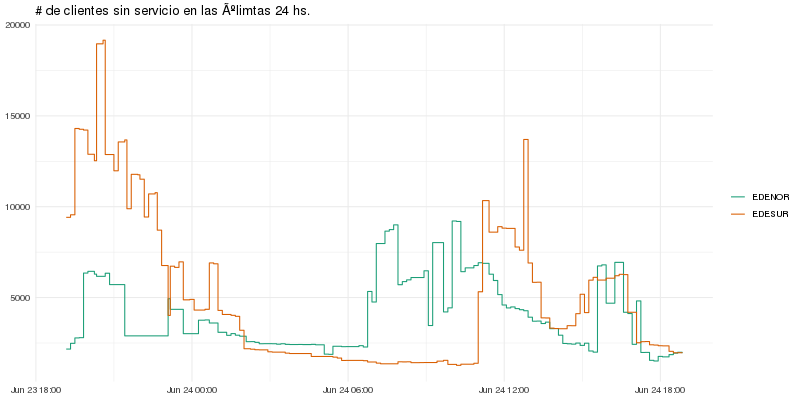 # de clientes sin servicio en las Ãºlimtas 24 hs.
20000
15000
10000
5000
EDENOR
EDESUR
Jun 23 18:00
Jun 24 00:00
Jun 24 06:00
Jun 24 12:00
Jun 24 18:00